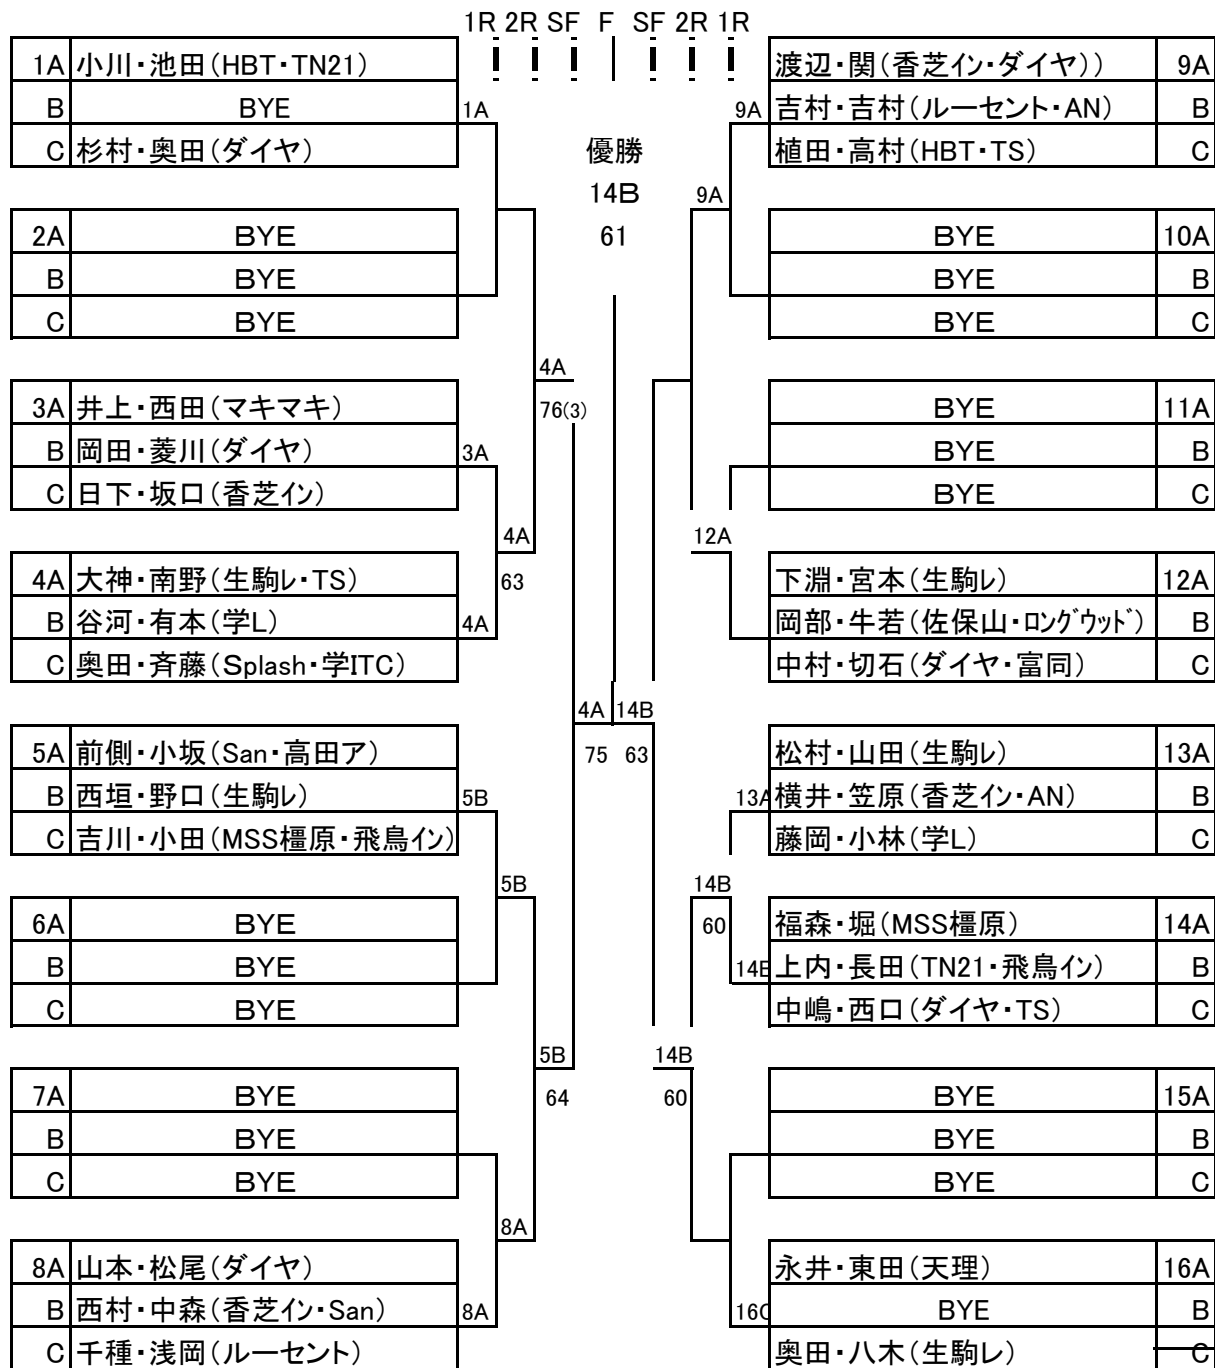 1R 2R SF F SF 2R 1R
1A 小川・池田(HBT・TN21)
B BYE
C 杉村・奥田(ダイヤ)
1A
2A BYE
B BYE
C BYE
4A
76(3)
3A 井上・西田(マキマキ)
B 岡田・菱川(ダイヤ)
C 日下・坂口(香芝イン)
3A
4A
63
4A 大神・南野(生駒レ・TS)
B 谷河・有本(学L)
C 奥田・斉藤(Splash・学ITC)
4A
5A 前側・小坂(San・高田ア)
B 西垣・野口(生駒レ)
C 吉川・小田(MSS橿原・飛鳥イン)
5B
5B
6A BYE
B BYE
C BYE
5B
64
7A BYE
B BYE
C BYE
8A
8A 山本・松尾(ダイヤ)
B 西村・中森(香芝イン・San)
C 千種・浅岡(ルーセント)
8A
優勝
14B
61
4A 14B
75 63
渡辺・関(香芝イン・ダイヤ)) 9A
吉村・吉村(ルーセント・AN) B
植田・高村(HBT・TS) C
9A
9A
BYE 10A
BYE B
BYE C
BYE 11A
BYE B
BYE C
12A
下淵・宮本(生駒レ) 12A
岡部・牛若(佐保山・ロングウッド) B
中村・切石(ダイヤ・富同) C
松村・山田(生駒レ) 13A
横井・笠原(香芝イン・AN) B
藤岡・小林(学L) C
13A
14B
60
福森・堀(MSS橿原) 14A
上内・長田(TN21・飛鳥イン) B
中嶋・西口(ダイヤ・TS) C
14B
14B
60
BYE 15A
BYE B
BYE C
永井・東田(天理) 16A
BYE B
奥田・八木(生駒レ) C
16C